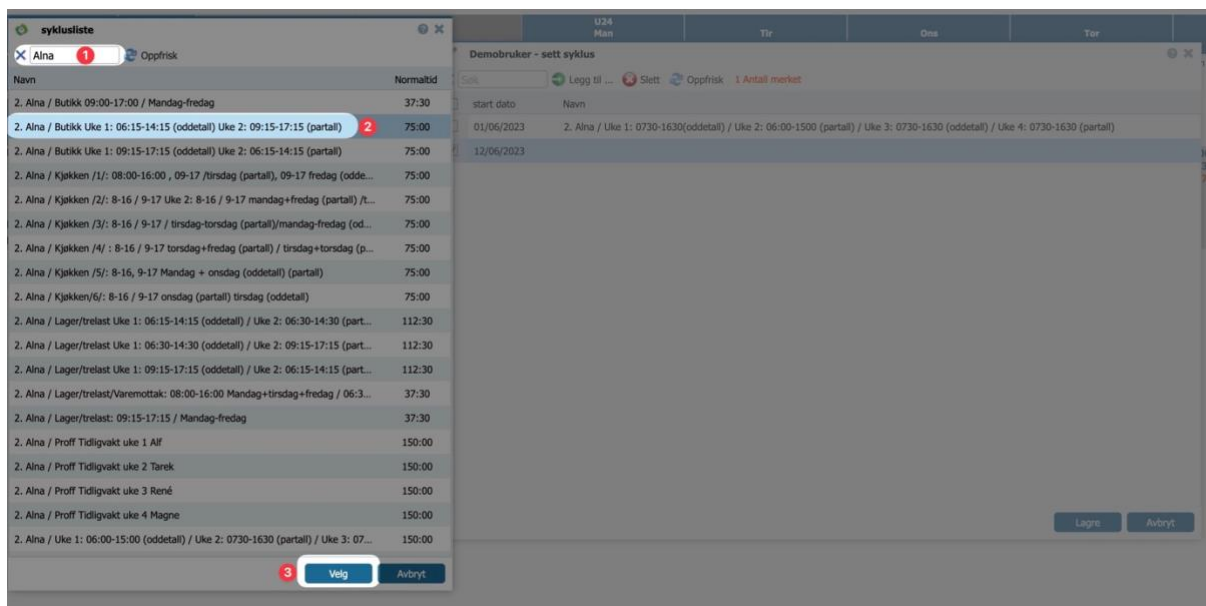 syklusliste
Alna 1 Oppfrisk
Navn Normaltid
2. Alna / Butikk 09:00-17:00 / Mandag-fredag 37:30
2. Alna / Butikk Uke 1: 06:15-14:15 (oddetall) Uke 2: 09:15-17:15 (partall) 2 75:00
2. Alna / Butikk Uke 1: 09:15-17:15 (oddetall) Uke 2: 06:15-14:15 (partall) 75:00
2. Alna / Kjøkken /1/: 08:00-16:00 , 09-17 /tirsdag (partall), 09-17 fredag (odde... 75:00
2. Alna / Kjøkken /2/: 8-16 / 9-17 Uke 2: 8-16 / 9-17 mandag+fredag (partall) /t... 75:00
2. Alna / Kjøkken /3/: 8-16 / 9-17 / tirsdag-torsdag (partall)/mandag-fredag (od... 75:00
2. Alna / Kjøkken /4/ : 8-16 / 9-17 torsdag+fredag (partall) / tirsdag+torsdag (p... 75:00
2. Alna / Kjøkken /5/: 8-16, 9-17 Mandag + onsdag (oddetall) (partall) 75:00
2. Alna / Kjøkken/6/: 8-16 / 9-17 onsdag (partall) tirsdag (oddetall) 75:00
2. Alna / Lager/trelast Uke 1: 06:15-14:15 (oddetall) / Uke 2: 06:30-14:30 (part... 112:30
2. Alna / Lager/trelast Uke 1: 06:30-14:30 (oddetall) / Uke 2: 09:15-17:15 (part... 112:30
2. Alna / Lager/trelast Uke 1: 09:15-17:15 (oddetall) / Uke 2: 06:15-14:15 (part... 112:30
2. Alna / Lager/trelast/Varemottak: 08:00-16:00 Mandag+tirsdag+fredag / 06:3... 37:30
2. Alna / Lager/trelast: 09:15-17:15 / Mandag-fredag 37:30
2. Alna / Proff Tidligvakt uke 1 Alf 150:00
2. Alna / Proff Tidligvakt uke 2 Tarek 150:00
2. Alna / Proff Tidligvakt uke 3 René 150:00
2. Alna / Proff Tidligvakt uke 4 Magne 150:00
2. Alna / Uke 1: 06:00-15:00 (oddetall) / Uke 2: 0730-1630 (partall) / Uke 3: 07... 150:00
3 Velg Avbryt
U24
Man Tir Ons Tor
Demobruker - sett syklus
Søk Legg til ... Slett Oppfrisk 1 Antall merket
start dato Navn
01/06/2023 2. Alna / Uke 1: 0730-1630(oddetall) / Uke 2: 06:00-1500 (partall) / Uke 3: 0730-1630 (oddetall) / Uke 4: 0730-1630 (partall)
12/06/2023
Lagre Avbryt